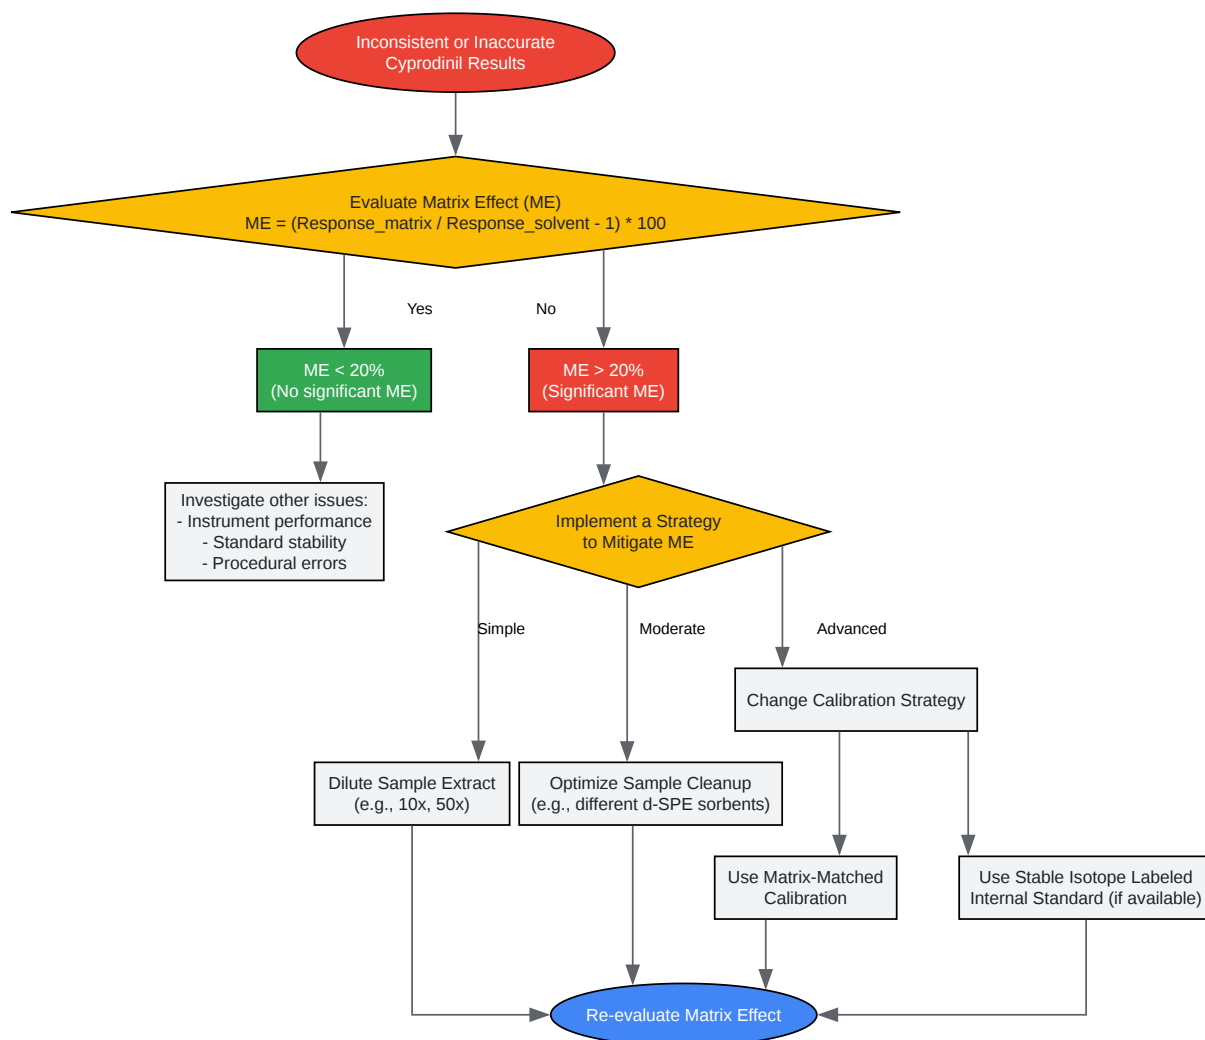 Inconsistent or Inaccurate
Cyprodinil Results
Evaluate Matrix Effect (ME)
ME = (Response_matrix / Response_solvent - 1) * 100
Yes
No
ME < 20%
(No significant ME)
ME > 20%
(Significant ME)
Investigate other issues:
- Instrument performance
- Standard stability
- Procedural errors
Implement a Strategy
to Mitigate ME
Simple
Moderate
Advanced
Change Calibration Strategy
Dilute Sample Extract
(e.g., 10x, 50x)
Optimize Sample Cleanup
(e.g., different d-SPE sorbents)
Use Matrix-Matched
Calibration
Use Stable Isotope Labeled
Internal Standard (if available)
Re-evaluate Matrix Effect